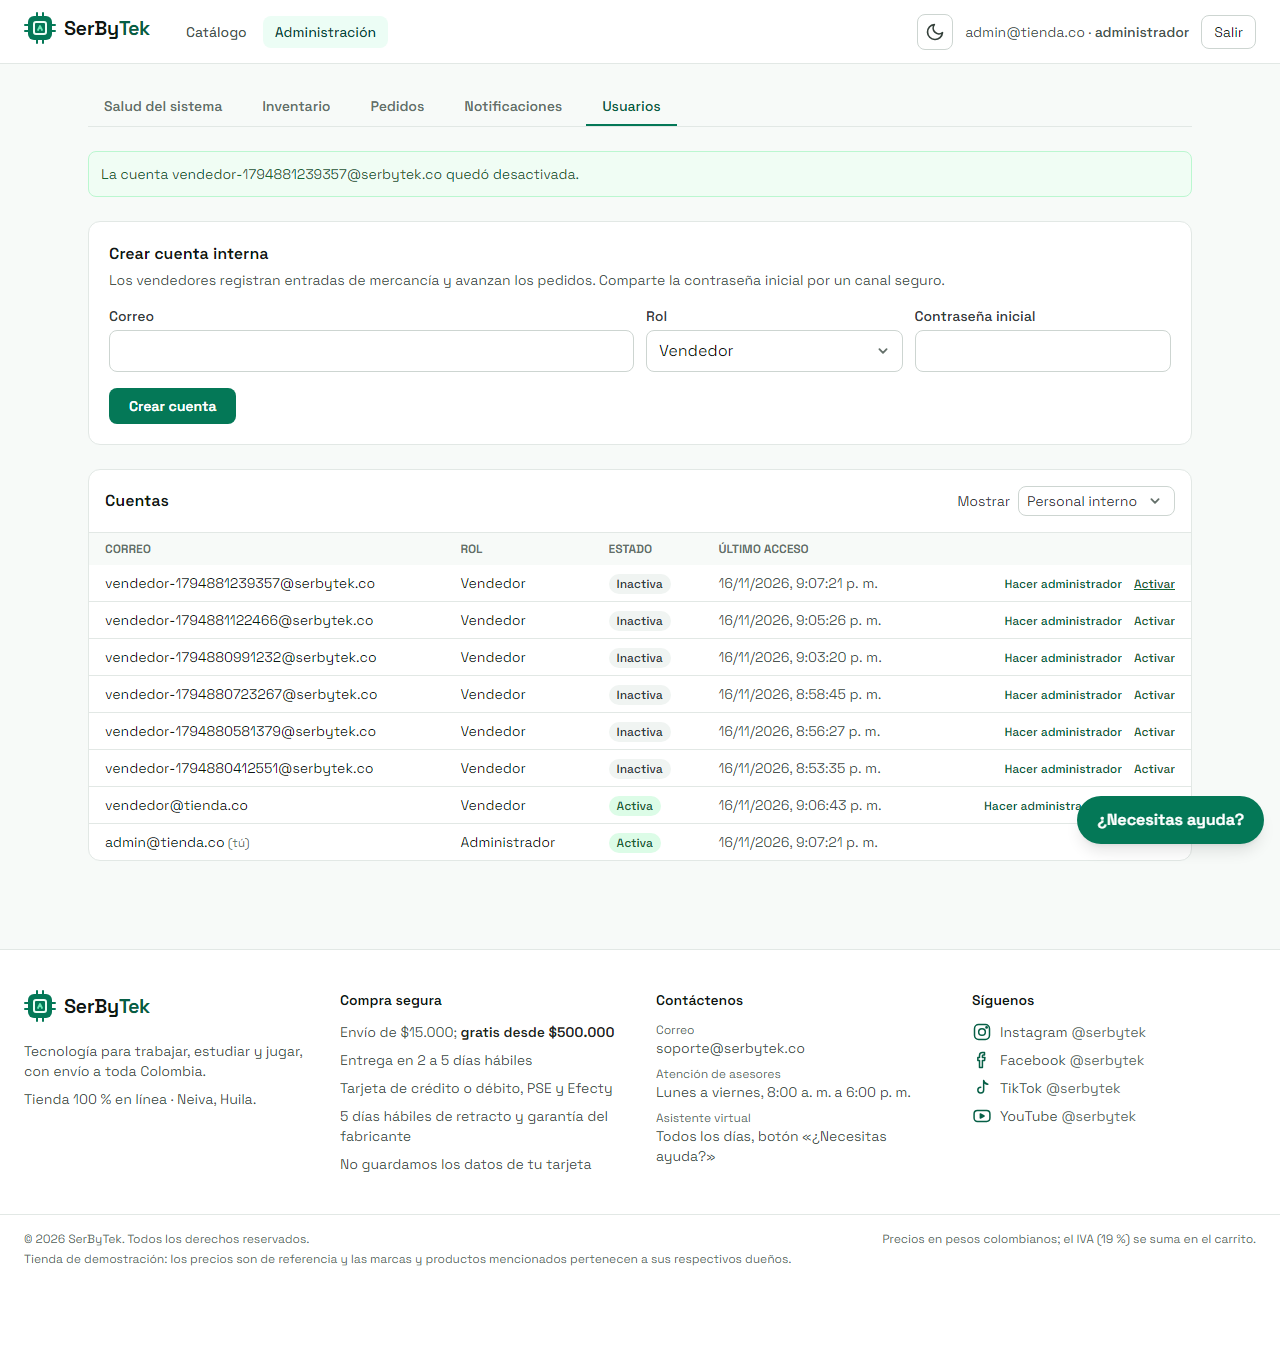 SerByTek
Catálogo
Administración
admin@tienda.co · administrador
Salir
Salud del sistema
Inventario
Pedidos
Notificaciones
Usuarios
La cuenta vendedor-1794881239357@serbytek.co quedó desactivada.
Crear cuenta interna
Los vendedores registran entradas de mercancía y avanzan los pedidos. Comparte la contraseña inicial por un canal seguro.
Correo
Rol
Contraseña inicial
Vendedor
Crear cuenta
Cuentas
Mostrar
Personal interno
CORREO ROL ESTADO ÚLTIMO ACCESO
vendedor-1794881239357@serbytek.co Vendedor Inactiva 16/11/2026, 9:07:21 p. m. Hacer administrador Activar
vendedor-1794881122466@serbytek.co Vendedor Inactiva 16/11/2026, 9:05:26 p. m. Hacer administrador Activar
vendedor-1794880991232@serbytek.co Vendedor Inactiva 16/11/2026, 9:03:20 p. m. Hacer administrador Activar
vendedor-1794880723267@serbytek.co Vendedor Inactiva 16/11/2026, 8:58:45 p. m. Hacer administrador Activar
vendedor-1794880581379@serbytek.co Vendedor Inactiva 16/11/2026, 8:56:27 p. m. Hacer administrador Activar
vendedor-1794880412551@serbytek.co Vendedor Inactiva 16/11/2026, 8:53:35 p. m. Hacer administrador Activar
vendedor@tienda.co Vendedor Activa 16/11/2026, 9:06:43 p. m. Hacer administra
¿Necesitas ayuda?
admin@tienda.co (tú) Administrador Activa 16/11/2026, 9:07:21 p. m.
SerByTek
Tecnología para trabajar, estudiar y jugar,
con envío a toda Colombia.
Tienda 100 % en línea · Neiva, Huila.
Compra segura
Envío de $15.000; gratis desde $500.000
Entrega en 2 a 5 días hábiles
Tarjeta de crédito o débito, PSE y Efecty
5 días hábiles de retracto y garantía del
fabricante
No guardamos los datos de tu tarjeta
Contáctenos
Correo
soporte@serbytek.co
Atención de asesores
Lunes a viernes, 8:00 a. m. a 6:00 p. m.
Asistente virtual
Todos los días, botón «¿Necesitas
ayuda?»
Síguenos
Instagram @serbytek
Facebook @serbytek
TikTok @serbytek
YouTube @serbytek
© 2026 SerByTek. Todos los derechos reservados.
Precios en pesos colombianos; el IVA (19 %) se suma en el carrito.
Tienda de demostración: los precios son de referencia y las marcas y productos mencionados pertenecen a sus respectivos dueños.